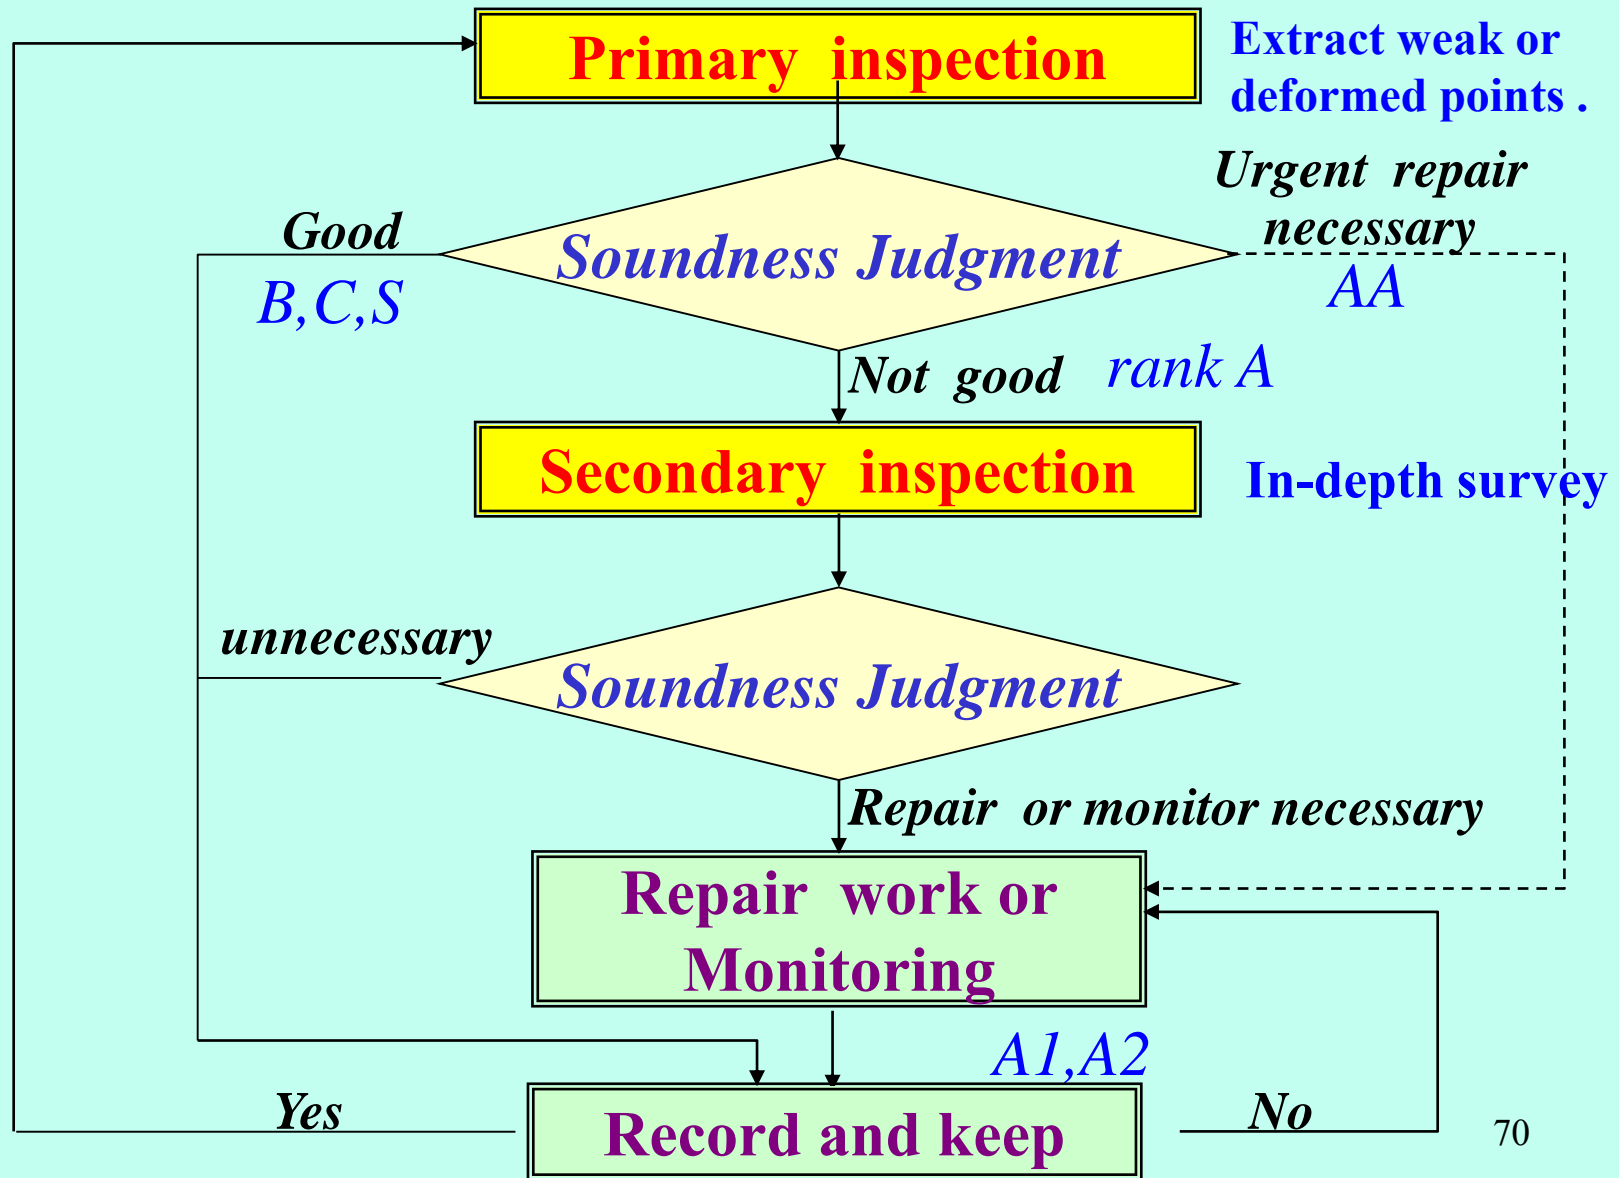 Primary inspection
Extract weak or
deformed points .
Urgent repair
necessary
Good
Soundness Judgment
B,C,S
AA
Not good
rank A
Secondary inspection
In-depth survey
unnecessary
Soundness Judgment
Repair or monitor necessary
Repair work or
Monitoring
A1,A2
Yes
Record and keep
No
70